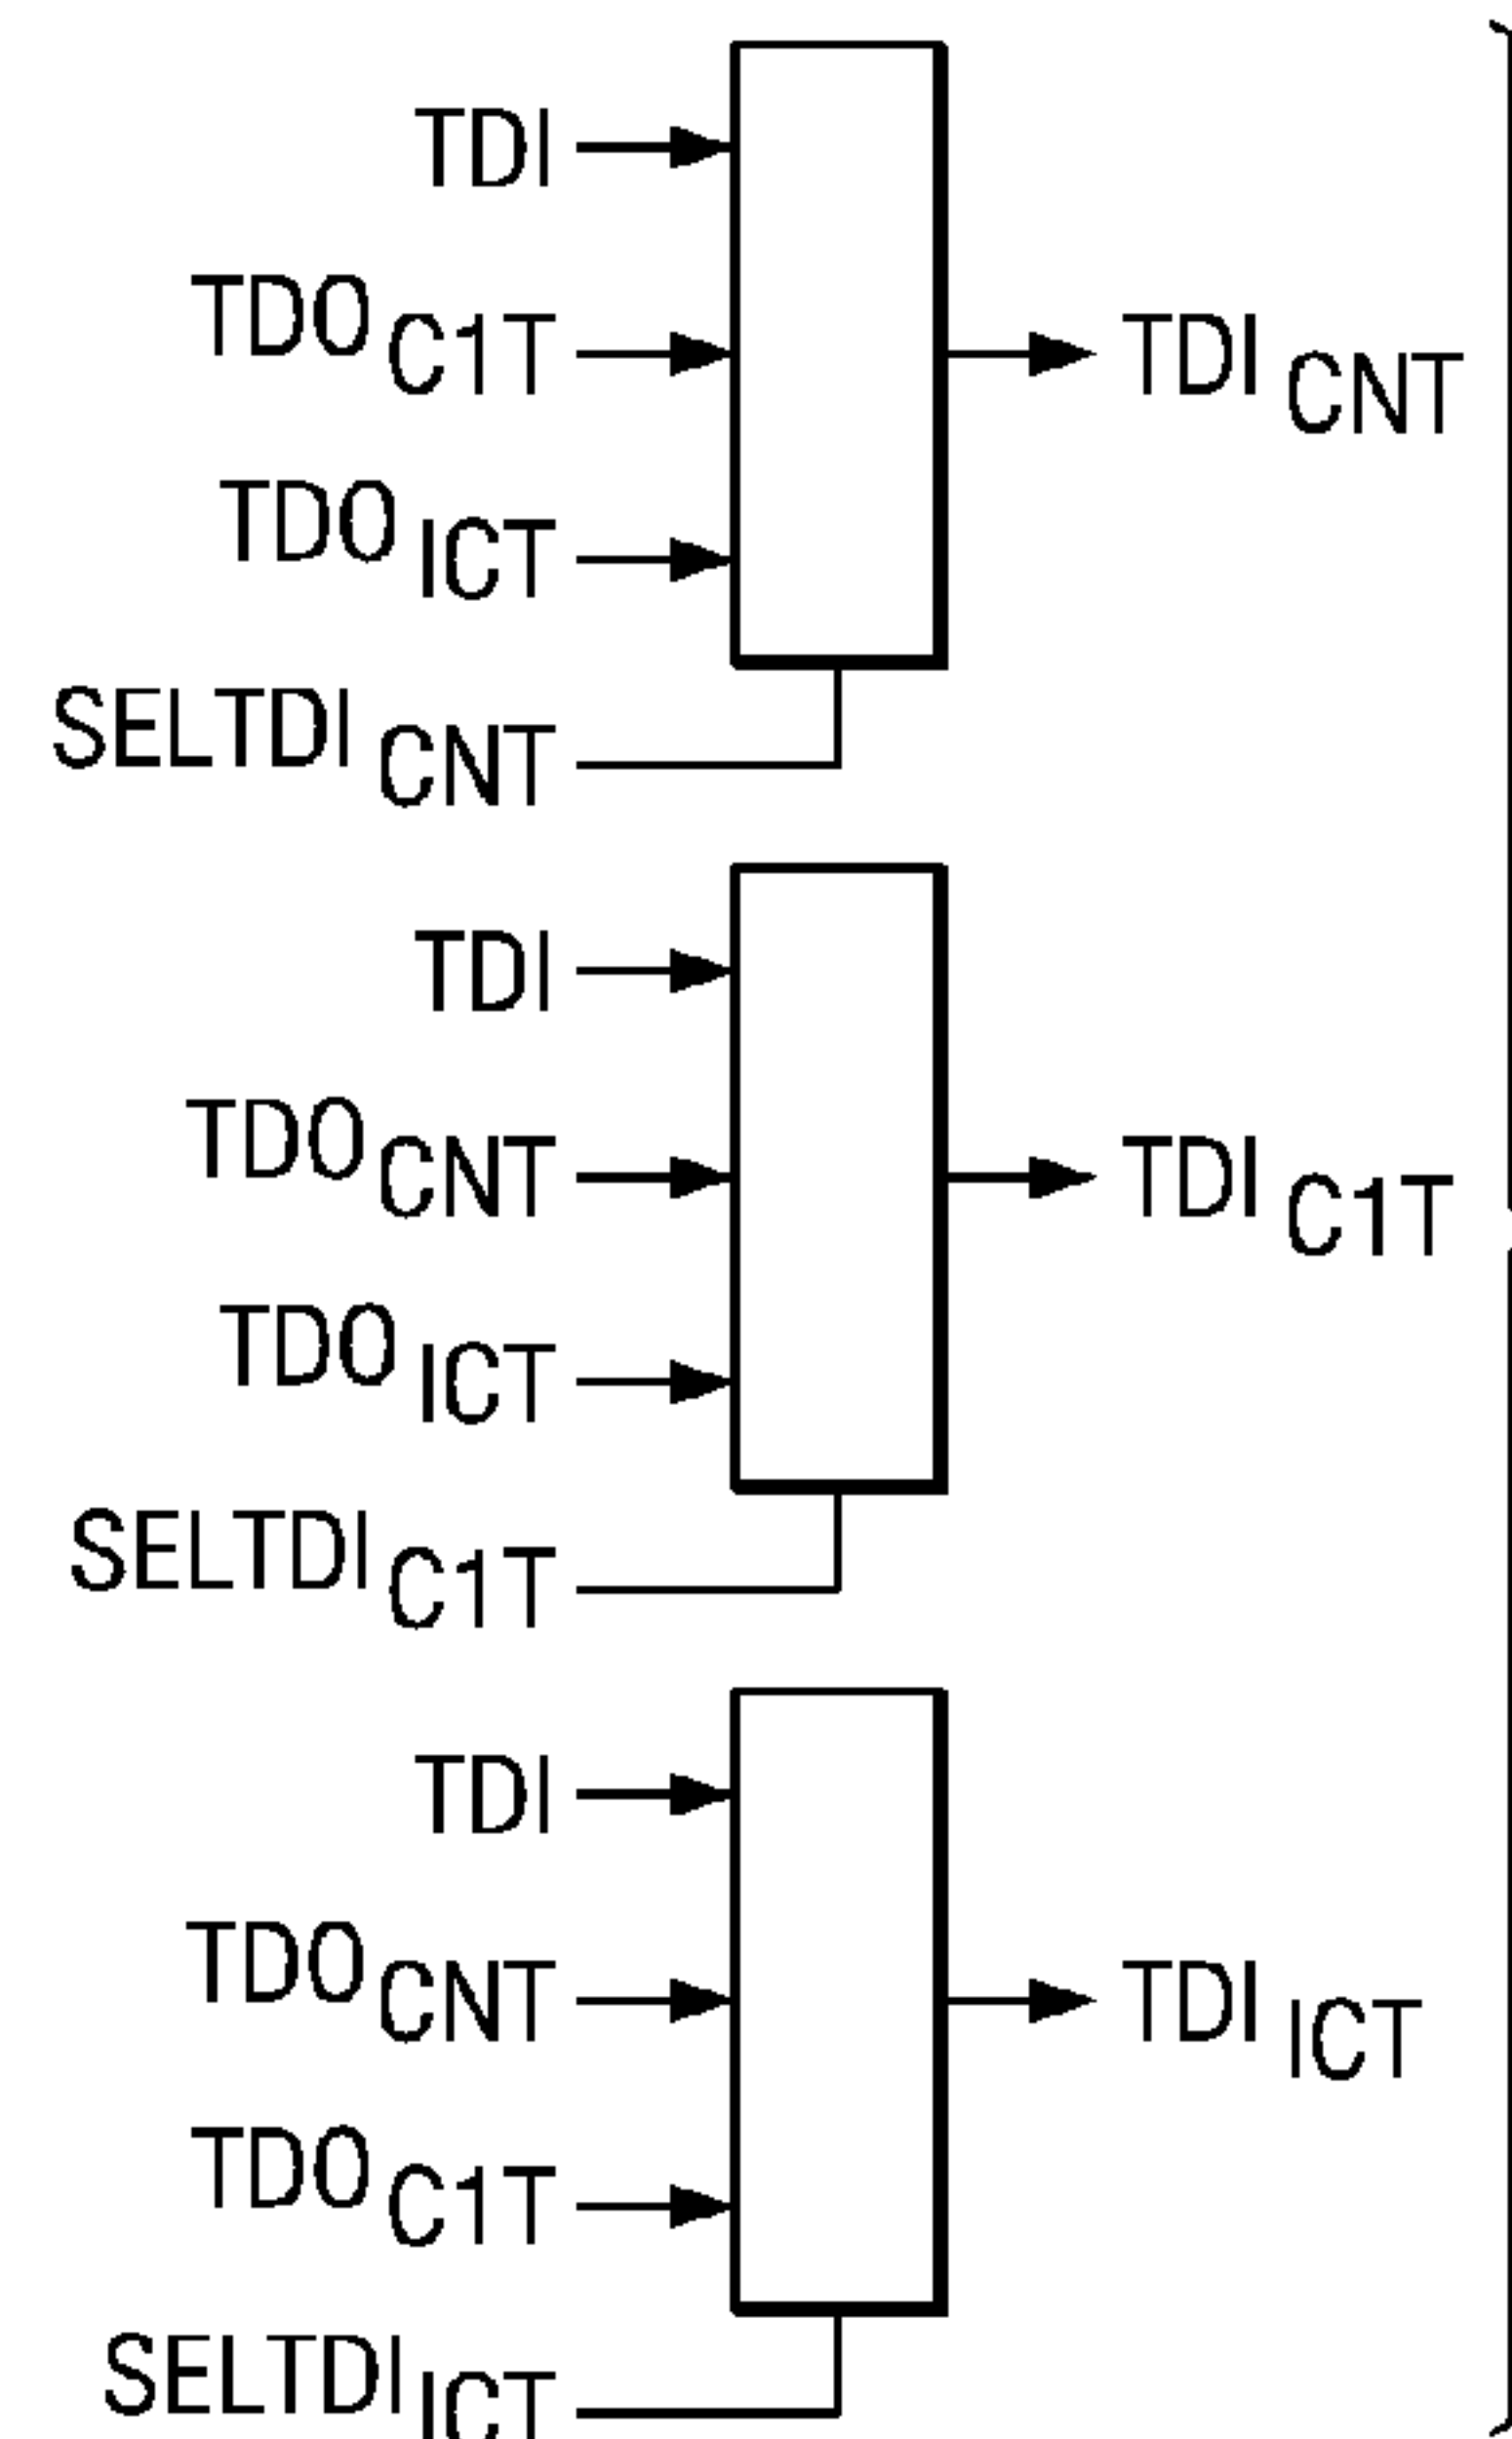 TDI
TDO C1T
TDI CNT
TDO ICT
SELTDI CNT
TDI
TDO CNT
TDI C1T
TDO ICT
SELTDI C1T
TDI
TDO CNT
TDI ICT
TDO C1T
SELTDI ICT